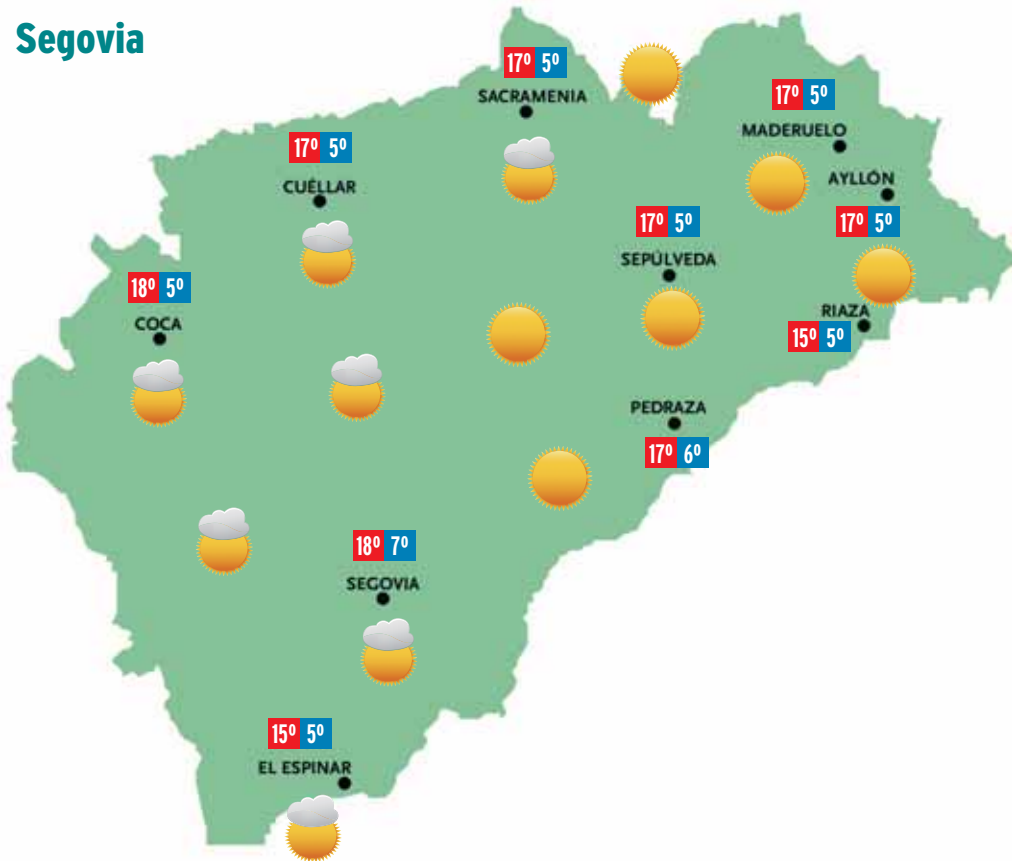 Segovia
17º 5º
SACRAMENIA
17º 5º
MADERUELO
17º 5º
CUÉLLAR
AYLLÓN
17º 5º
17º 5º
SEPÚLVEDA
18º 5º
COCA
RIAZA
15º 5º
PEDRAZA
17º 6º
18º 7º
SEGOVIA
15º 5º
EL ESPINAR